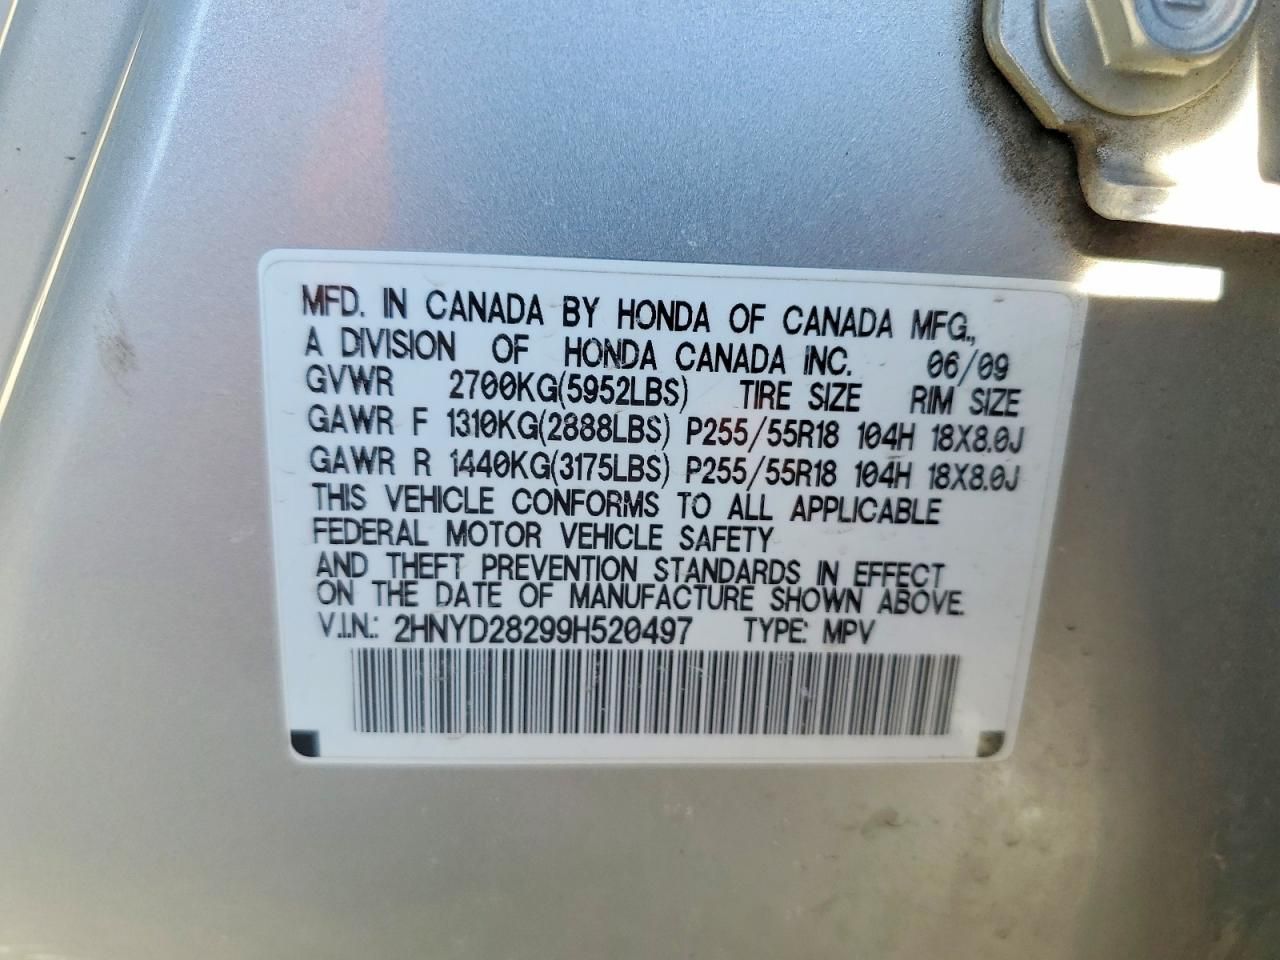 MFD. IN CANADA BY HONDA OF CANADA MFG.,
A DIVISION OF HONDA CANADA INC. 06/09
GVWR 2700KG(5952LBS) TIRE SIZE RIM SIZE
GAWR F 1310KG(2888LBS) P255/55R18 104H 18X8.0J
GAWR R 1440KG(3175LBS) P255/55R18 104H 18X8.0J
THIS VEHICLE CONFORMS TO ALL APPLICABLE
FEDERAL MOTOR VEHICLE SAFETY
AND THEFT PREVENTION STANDARDS IN EFFECT
ON THE DATE OF MANUFACTURE SHOWN ABOVE.
V.I.N.: 2HNYD28299H520497 TYPE: MPV